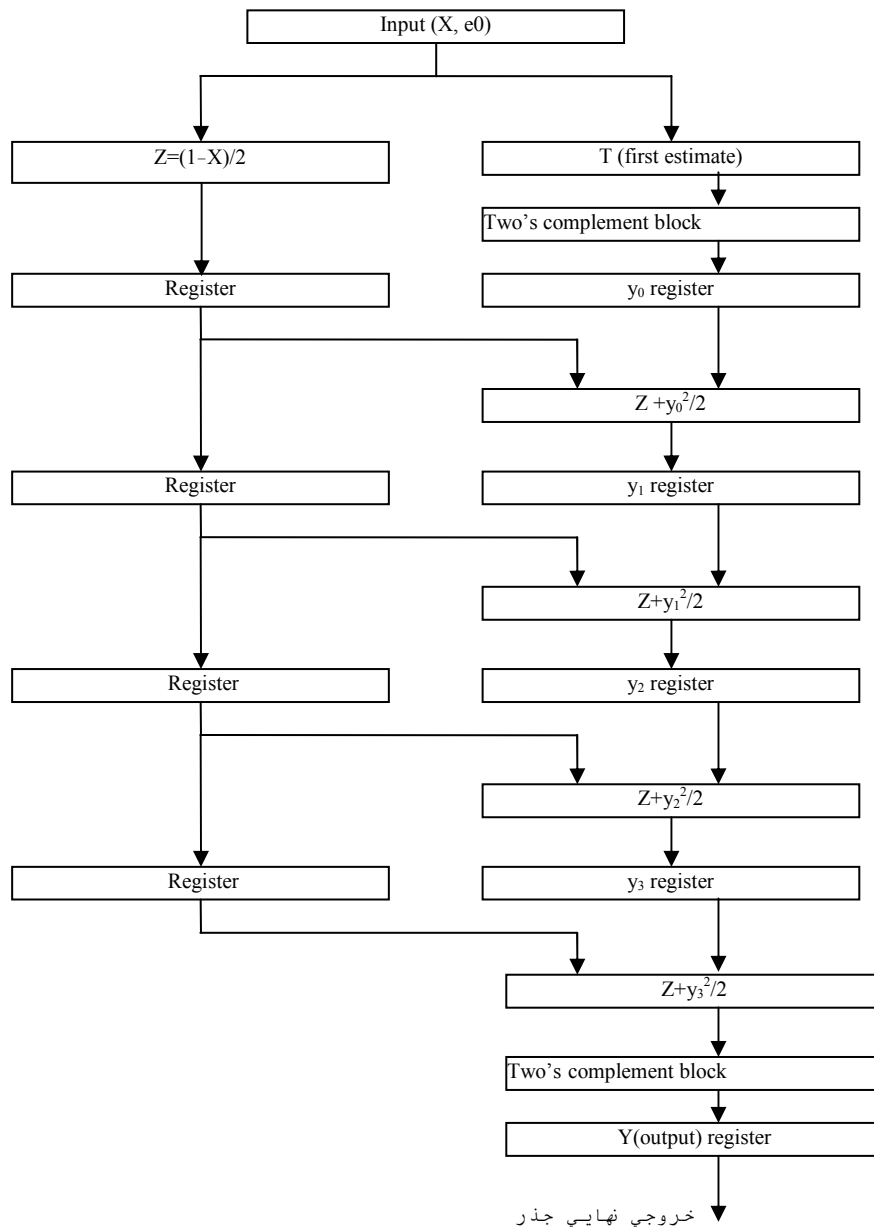 Input (X, e0)
Z=(1−X)/2
T (first estimate)
Two’s complement block
Register
y₀ register
Z +y₀²/2
Register
y₁ register
Z+y₁²/2
Register
y₂ register
Z+y₂²/2
Register
y₃ register
Z+y₃²/2
Two’s complement block
Y(output) register
خروجي نهايي جذر